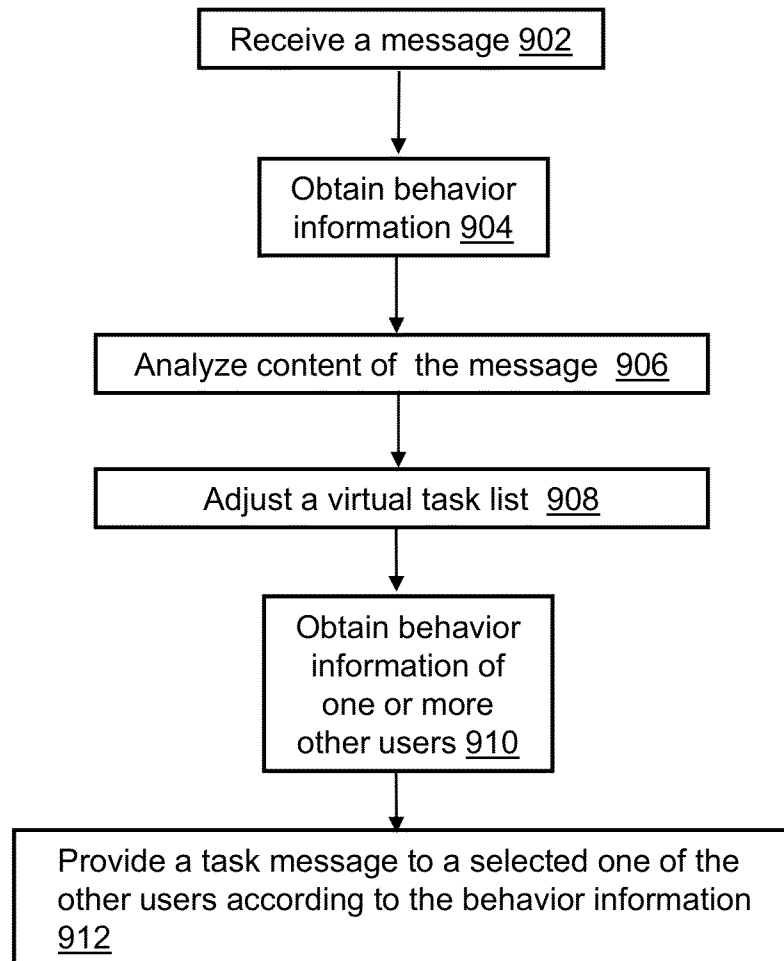 Receive a message 902
Obtain behavior
information 904
Analyze content of the message 906
Adjust a virtual task list 908
Obtain behavior
information of
one or more
other users 910
Provide a task message to a selected one of the
other users according to the behavior information
912